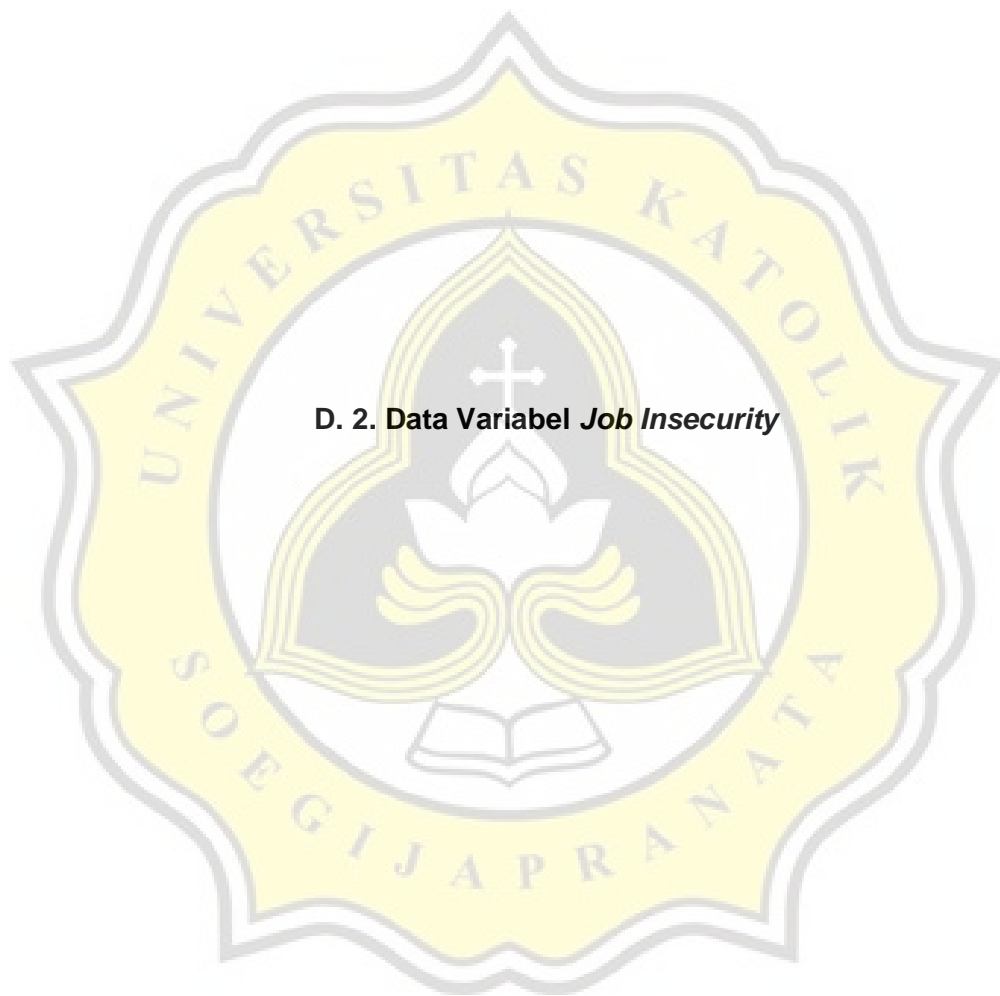 UNIVERSITAS KATOLIK
D. 2. Data Variabel Job Insecurity
SOEGIJAPRANATA